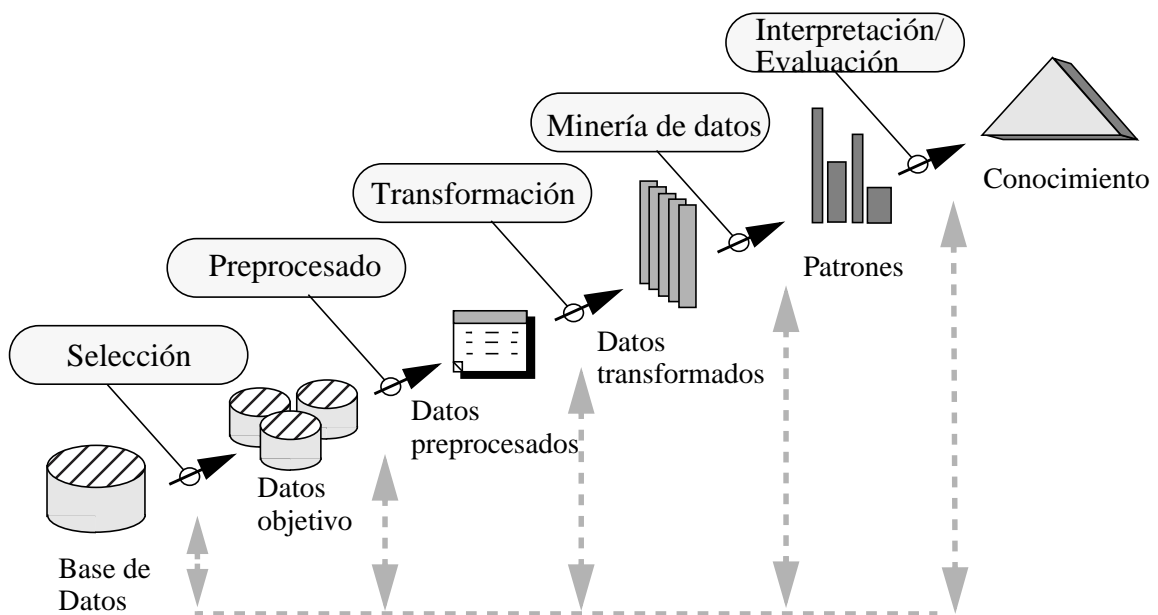 Interpretación/
Evaluación
Minería de datos
Conocimiento
Transformación
Patrones
Preprocesado
Datos
transformados
Selección
Datos
preprocesados
Datos
objetivo
Base de
Datos